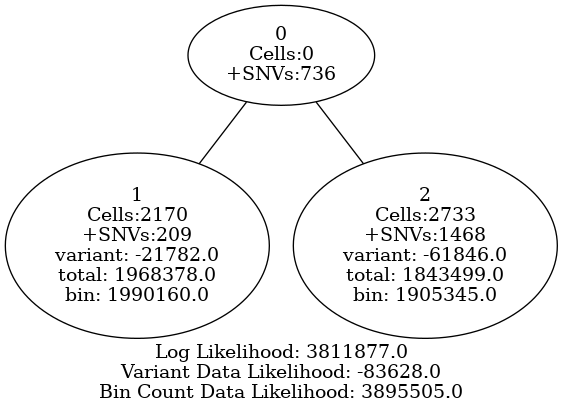 0
Cells:0
+SNVs:736
1
Cells:2170
+SNVs:209
variant: -21782.0
total: 1968378.0
bin: 1990160.0
2
Cells:2733
+SNVs:1468
variant: -61846.0
total: 1843499.0
bin: 1905345.0
Log Likelihood: 3811877.0
Variant Data Likelihood: -83628.0
Bin Count Data Likelihood: 3895505.0